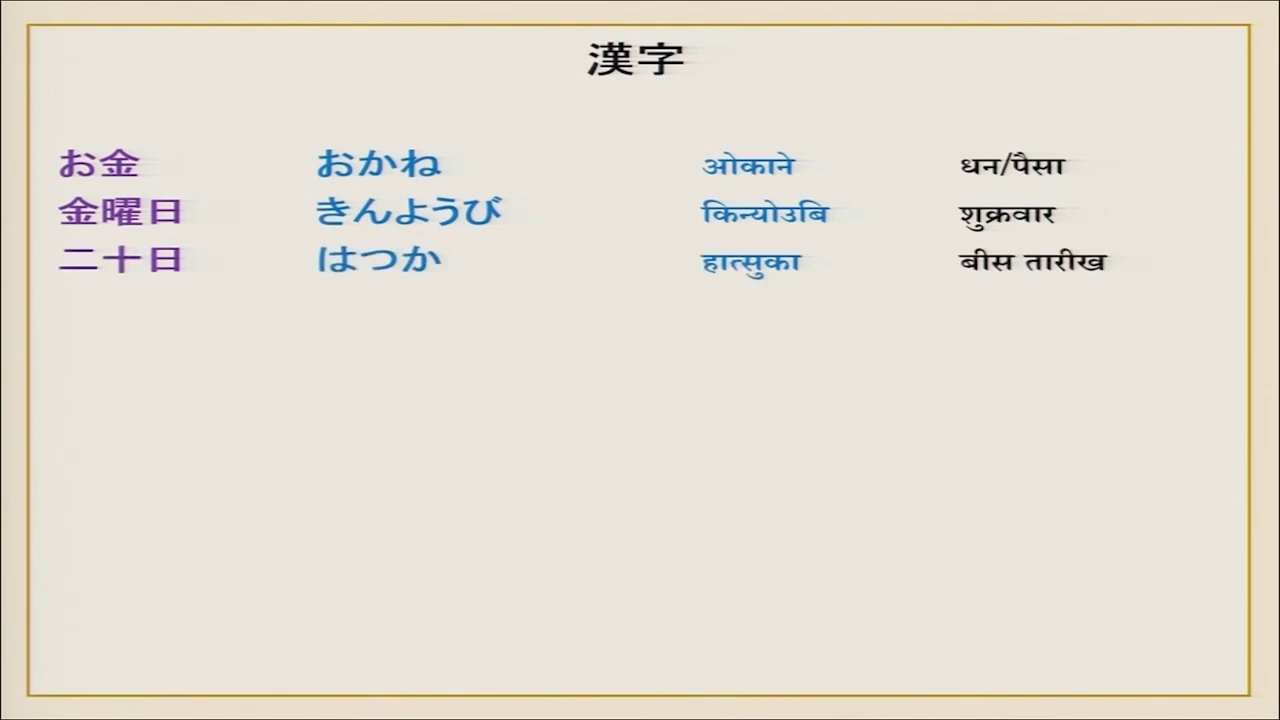 漢字
お金 おかね ओकाने धन/पैसा
金曜日 きんようび किन्योउबि शुक्रवार
二十日 はつか हात्सुका बीस तारीख